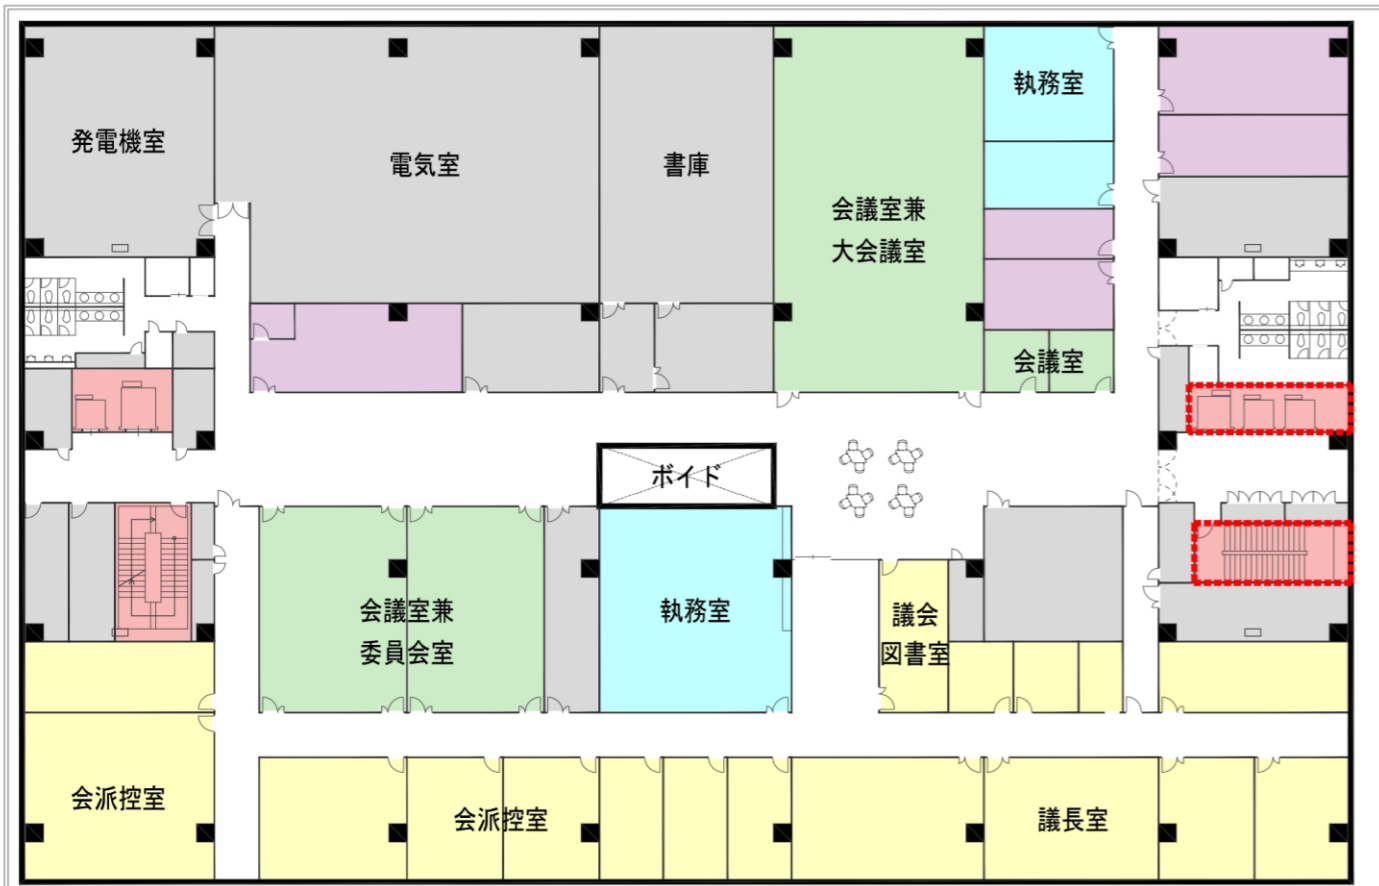 発電機室
電気室
書庫
会議室兼
大会議室
執務室
会議室
ボイド
会議室兼
委員会室
執務室
議会
図書室
会派控室
会派控室
議長室